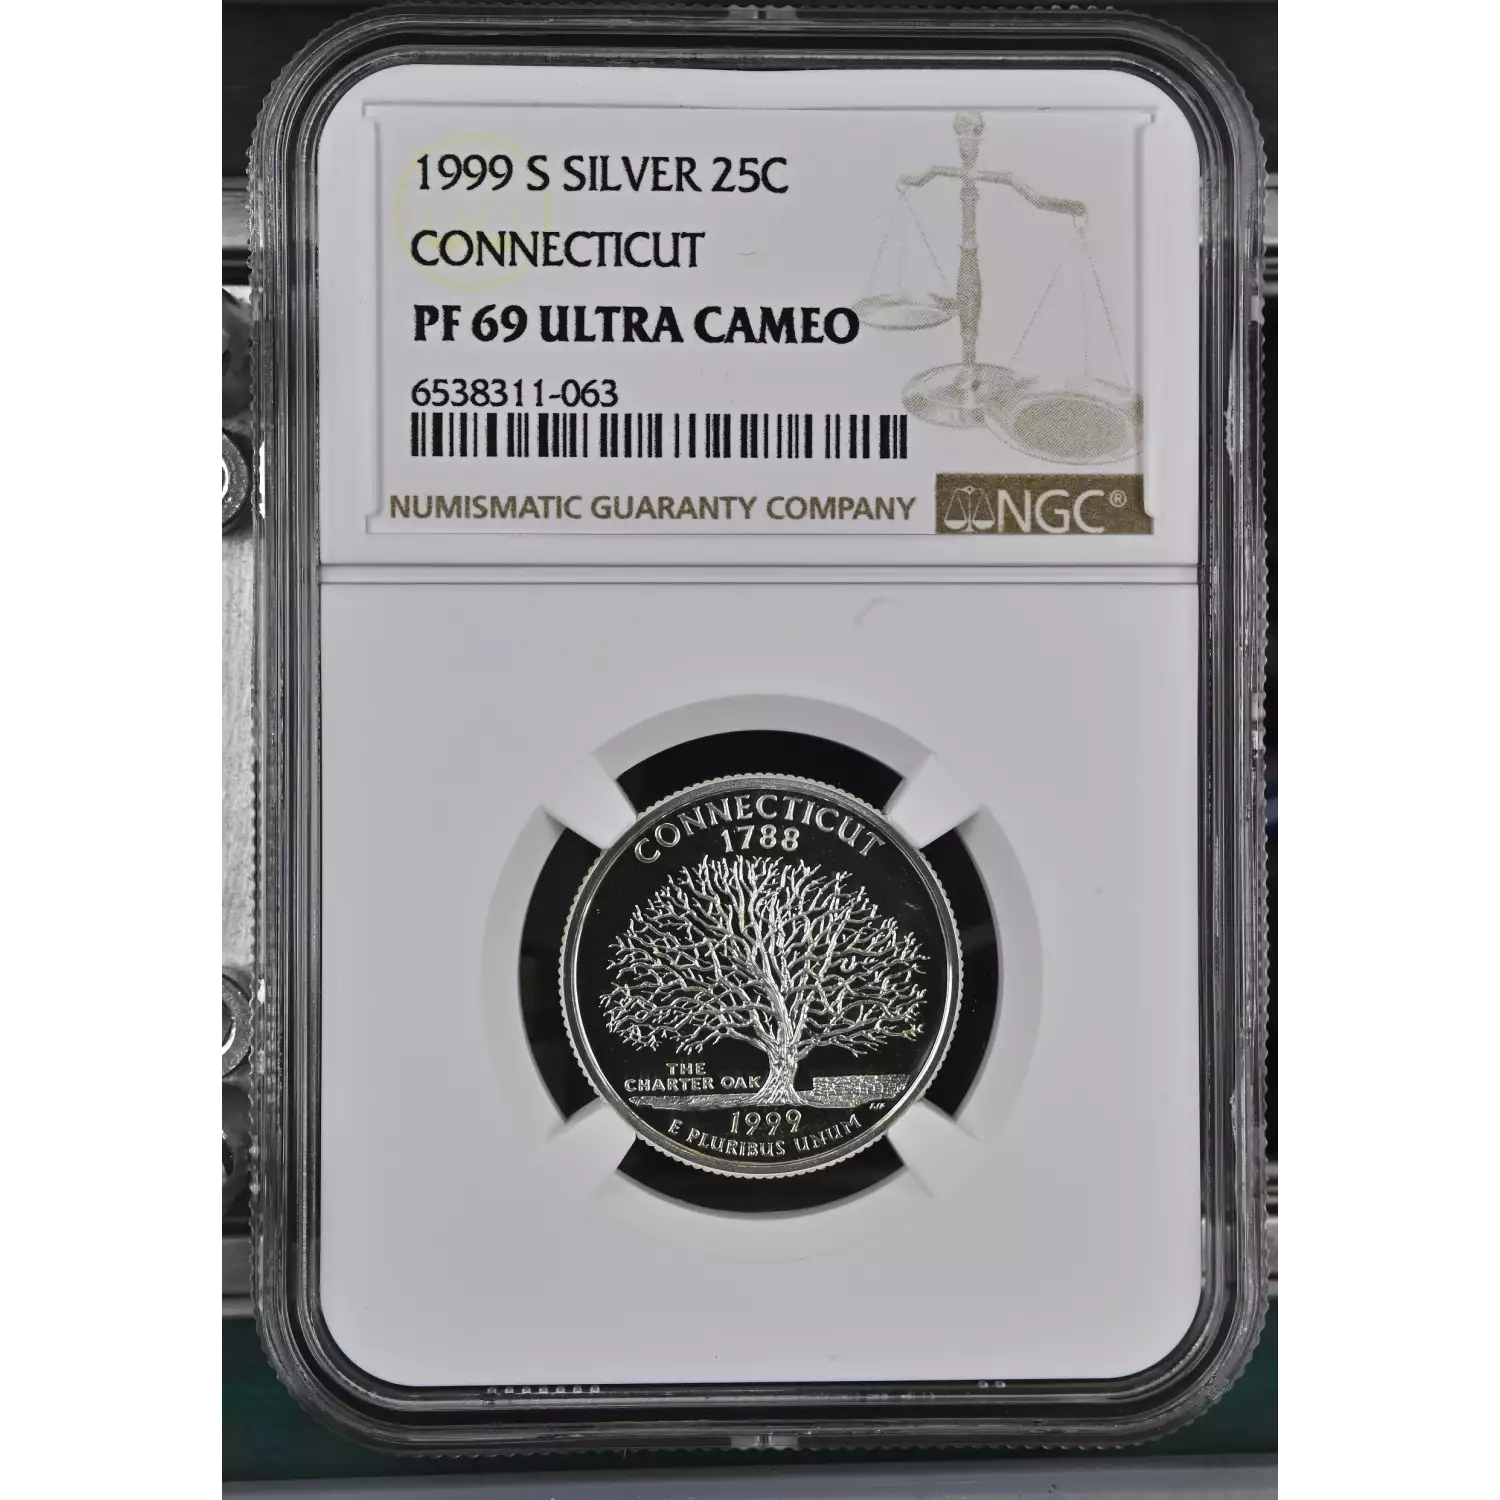 1999 S SILVER 25C
CONNECTICUT
PF 69 ULTRA CAMEO
6538311-063
NUMISMATIC GUARANTY COMPANY NGC®
CONNECTICUT
1788
THE
CHARTER OAK
1999
E PLURIBUS UNUM